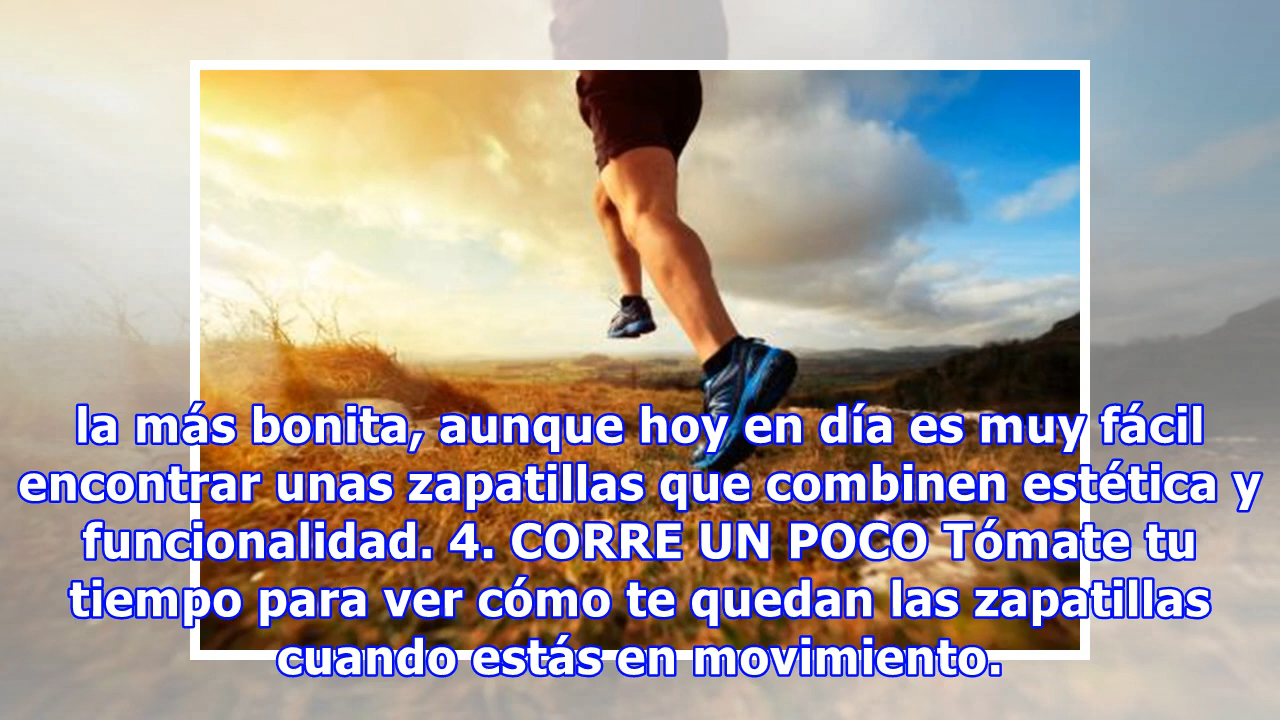 la más bonita, aunque hoy en día es muy fácil
encontrar unas zapatillas que combinen estética y
funcionalidad. 4. CORRE UN POCO Tómate tu
tiempo para ver cómo te quedan las zapatillas
cuando estás en movimiento.